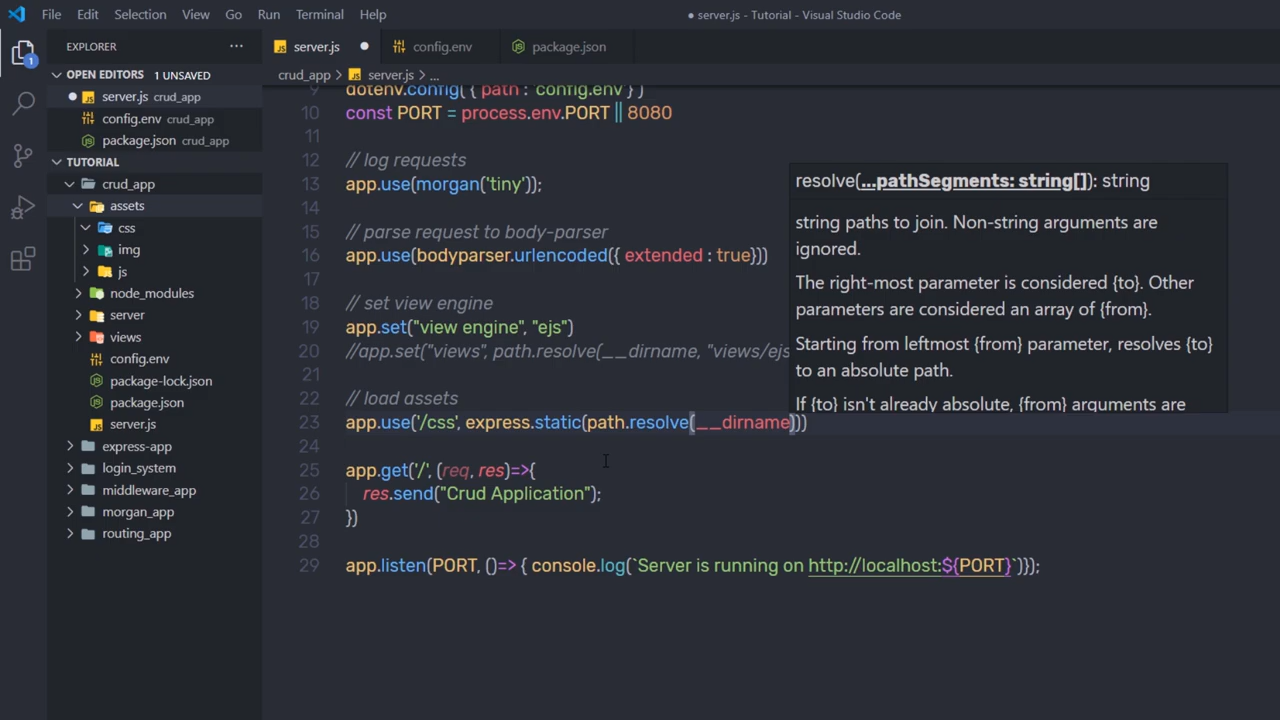 File Edit Selection View Go Run Terminal Help
● server.js - Tutorial - Visual Studio Code
EXPLORER ···
OPEN EDITORS 1 UNSAVED
● JS server.js crud_app
config.env crud_app
package.json crud_app
TUTORIAL
crud_app
assets
css
img
js
node_modules
server
views
config.env
package-lock.json
package.json
server.js
express-app
login_system
middleware_app
morgan_app
routing_app
1
JS server.js ● config.env package.json
crud_app > JS server.js > ...
9 dotenv.config( { path : 'config.env'} )
10 const PORT = process.env.PORT || 8080
11
12 // log requests
13 app.use(morgan('tiny'));
14
15 // parse request to body-parser
16 app.use(bodyparser.urlencoded({ extended : true}))
17
18 // set view engine
19 app.set("view engine", "ejs")
20 //app.set("views", path.resolve(__dirname, "views/ejs
21
22 // load assets
23 app.use('/css', express.static(path.resolve(__dirname)))
24
25 app.get('/', (req, res)=>{
26 res.send("Crud Application");
27 })
28
29 app.listen(PORT, ()=> { console.log(`Server is running on http://localhost:${PORT}`)});
resolve(...pathSegments: string[]): string
string paths to join. Non-string arguments are
ignored.
The right-most parameter is considered {to}. Other
parameters are considered an array of {from}.
Starting from leftmost {from} parameter, resolves {to}
to an absolute path.
If {to} isn't already absolute, {from} arguments are